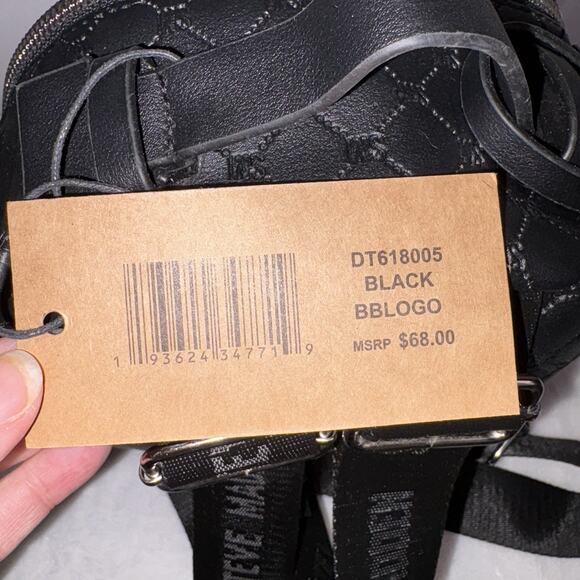 DT618005
BLACK
BBLOGO
MSRP $68.00
1 93624 34771 9